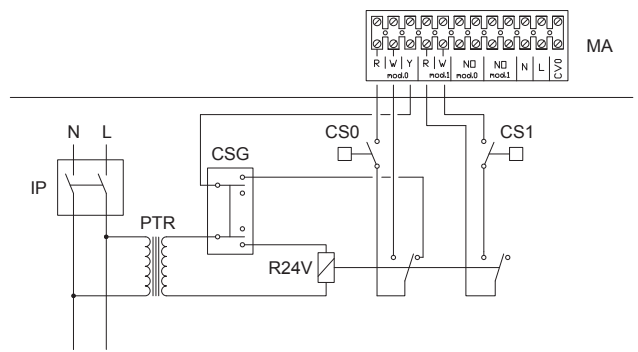 MA
R W Y R W NO NO N L CV0
mod.0 mod.1 mod.0 mod.1
N L
CS0 CS1
CSG
IP
PTR
R24V